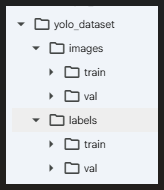 yolo_dataset
images
train
val
labels
train
val